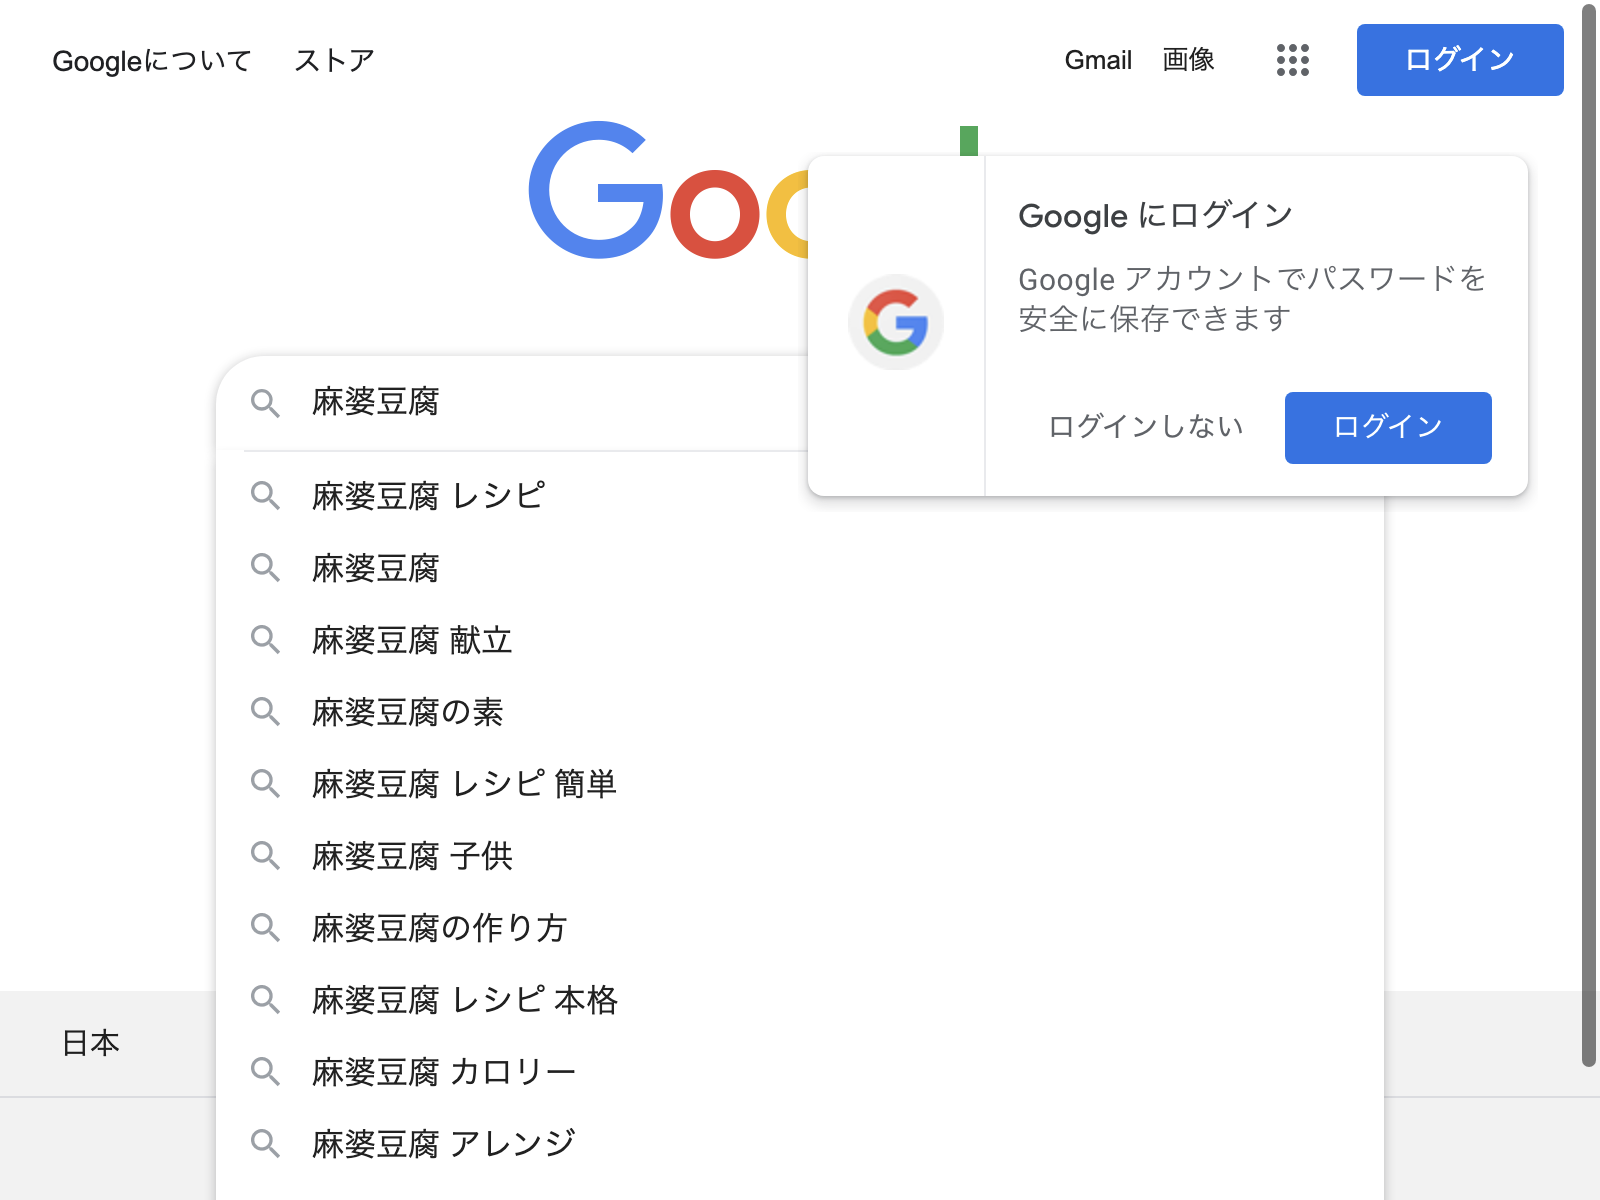 Googleについて ストア Gmail 画像 ログイン
Goo
Google にログイン
Google アカウントでパスワードを
安全に保存できます
ログインしない ログイン
麻婆豆腐
麻婆豆腐 レシピ
麻婆豆腐
麻婆豆腐 献立
麻婆豆腐の素
麻婆豆腐 レシピ 簡単
麻婆豆腐 子供
麻婆豆腐の作り方
麻婆豆腐 レシピ 本格
麻婆豆腐 カロリー
麻婆豆腐 アレンジ
日本